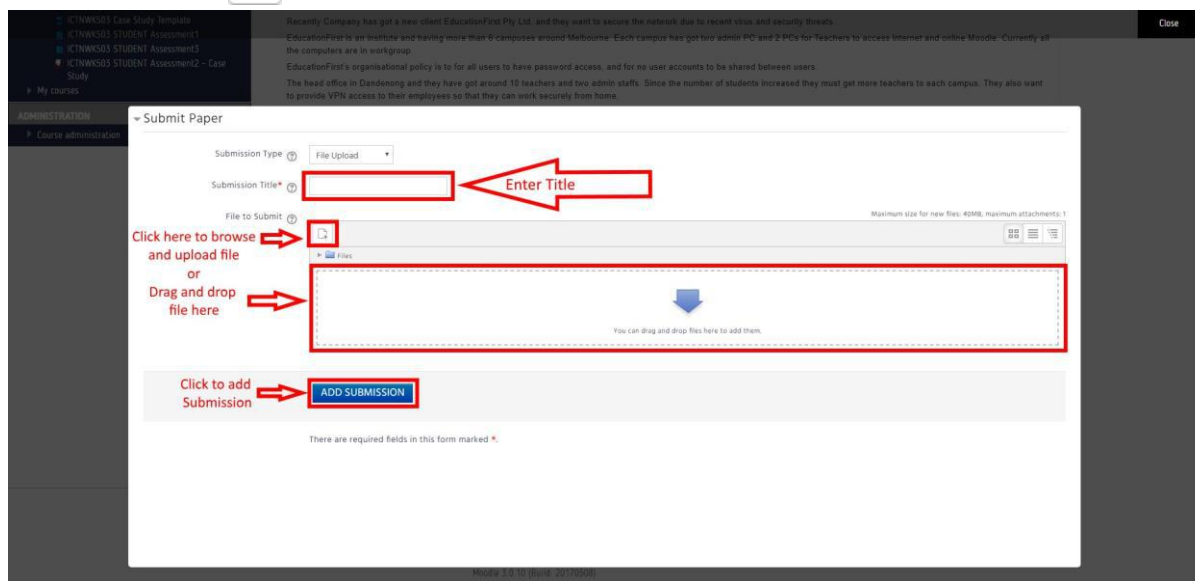 ICTNWK503 Case Study Template
ICTNWK503 STUDENT Assessment1
ICTNWK503 STUDENT Assessment3
ICTNWK503 STUDENT Assessment2 – Case
Study
My courses
ADMINISTRATION
Course administration
Recently Company has got a new client EducationFirst Pty Ltd. and they want to secure the network due to recent virus and security threats.
EducationFirst is an institute and having more than 6 campuses around Melbourne. Each campus has got two admin PC and 2 PCs for Teachers to access internet and online Moodle. Currently all
the computers are in workgroup.
EducationFirst's organisational policy is to for all users to have password access, and for no user accounts to be shared between users.
The head office in Dandenong and they have got around 10 teachers and two admin staffs. Since the number of students increased they must get more teachers to each campus. They also want
to provide VPN access to their employees so that they can work securely from home.
Close
Submit Paper
Submission Type
File Upload
Submission Title*
Enter Title
File to Submit
Maximum size for new files: 40MB, maximum attachments: 1
Click here to browse
and upload file
or
Drag and drop
file here
Files
You can drag and drop files here to add them.
Click to add
Submission
ADD SUBMISSION
There are required fields in this form marked *.
Moodle 3.0.10 (Build: 20170508)